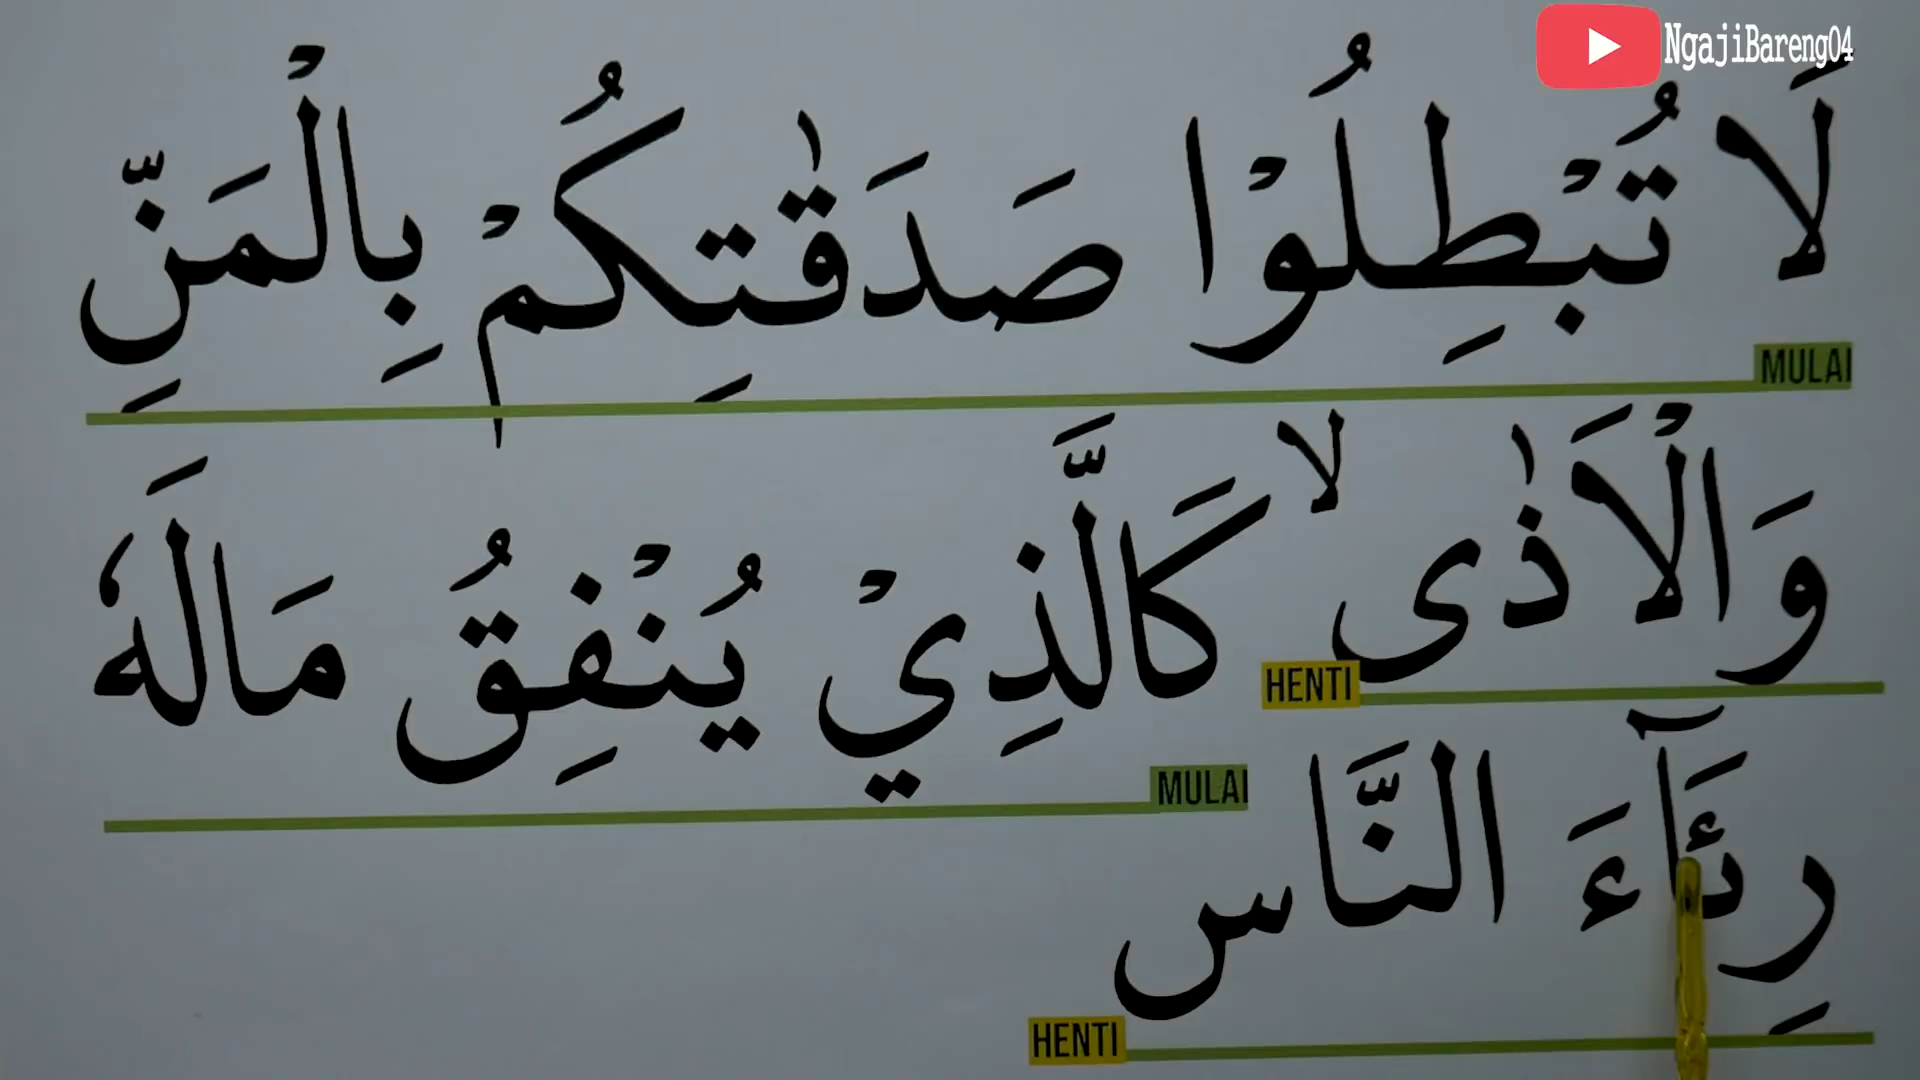 NgajiBareng04
لَا تُبْطِلُوْا صَدَقٰتِكُمْ بِالْمَنِّ
MULAI
وَالْاَذٰى ۙ كَالَّذِيْ يُنْفِقُ مَالَهٗ
HENTI
MULAI
رِئَآءَ النَّاس
HENTI